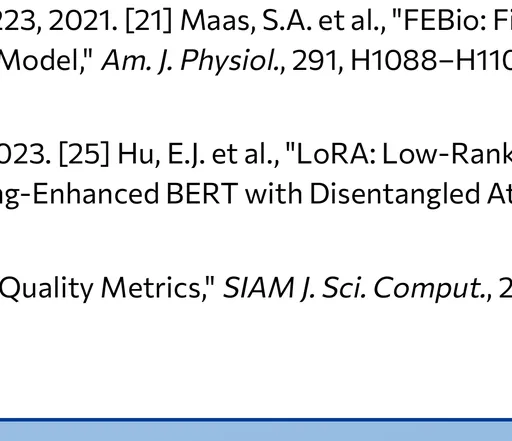 223, 2021. [21] Maas, S.A. et al., "FEBio: Fi
Model," Am. J. Physiol., 291, H1088–H110
023. [25] Hu, E.J. et al., "LoRA: Low-Rank
ng-Enhanced BERT with Disentangled At
Quality Metrics," SIAM J. Sci. Comput., 2